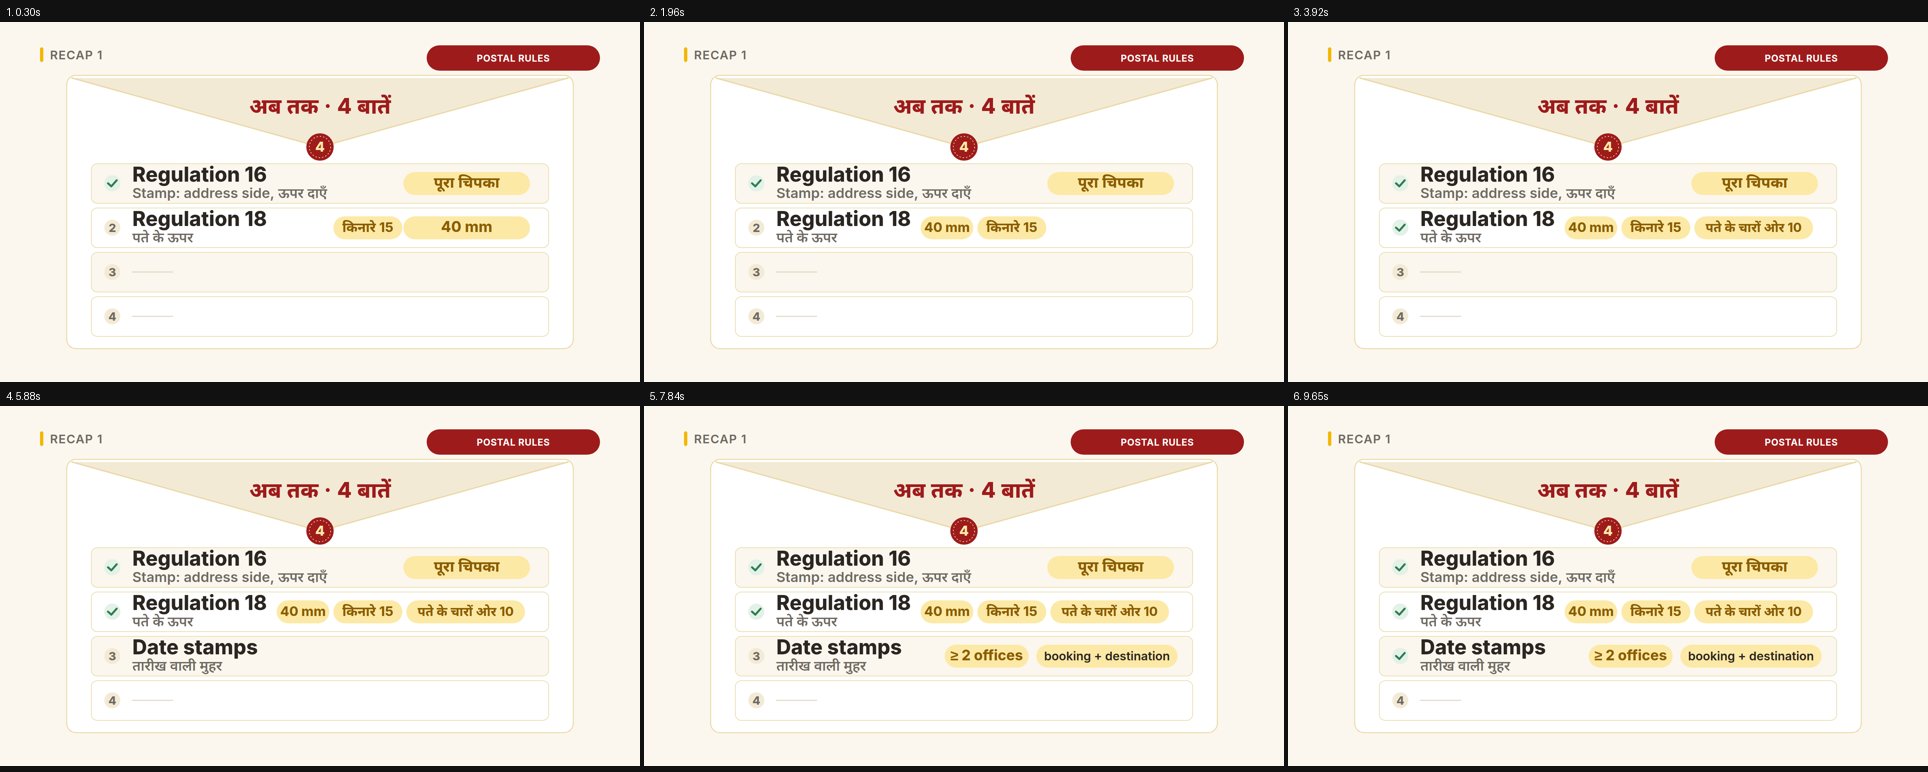 1. 0.30s
RECAP 1
POSTAL RULES
अब तक · 4 बातें
4
Regulation 16
Stamp: address side, ऊपर दाएँ
पूरा चिपका
2
Regulation 18
पते के ऊपर
किनारे 15
40 mm
3
4
2. 1.96s
RECAP 1
POSTAL RULES
अब तक · 4 बातें
4
Regulation 16
Stamp: address side, ऊपर दाएँ
पूरा चिपका
2
Regulation 18
पते के ऊपर
40 mm
किनारे 15
3
4
3. 3.92s
RECAP 1
POSTAL RULES
अब तक · 4 बातें
4
Regulation 16
Stamp: address side, ऊपर दाएँ
पूरा चिपका
Regulation 18
पते के ऊपर
40 mm
किनारे 15
पते के चारों ओर 10
3
4
4. 5.88s
RECAP 1
POSTAL RULES
अब तक · 4 बातें
4
Regulation 16
Stamp: address side, ऊपर दाएँ
पूरा चिपका
Regulation 18
पते के ऊपर
40 mm
किनारे 15
पते के चारों ओर 10
3
Date stamps
तारीख वाली मुहर
4
5. 7.84s
RECAP 1
POSTAL RULES
अब तक · 4 बातें
4
Regulation 16
Stamp: address side, ऊपर दाएँ
पूरा चिपका
Regulation 18
पते के ऊपर
40 mm
किनारे 15
पते के चारों ओर 10
3
Date stamps
तारीख वाली मुहर
≥ 2 offices
booking + destination
4
6. 9.65s
RECAP 1
POSTAL RULES
अब तक · 4 बातें
4
Regulation 16
Stamp: address side, ऊपर दाएँ
पूरा चिपका
Regulation 18
पते के ऊपर
40 mm
किनारे 15
पते के चारों ओर 10
Date stamps
तारीख वाली मुहर
≥ 2 offices
booking + destination
4